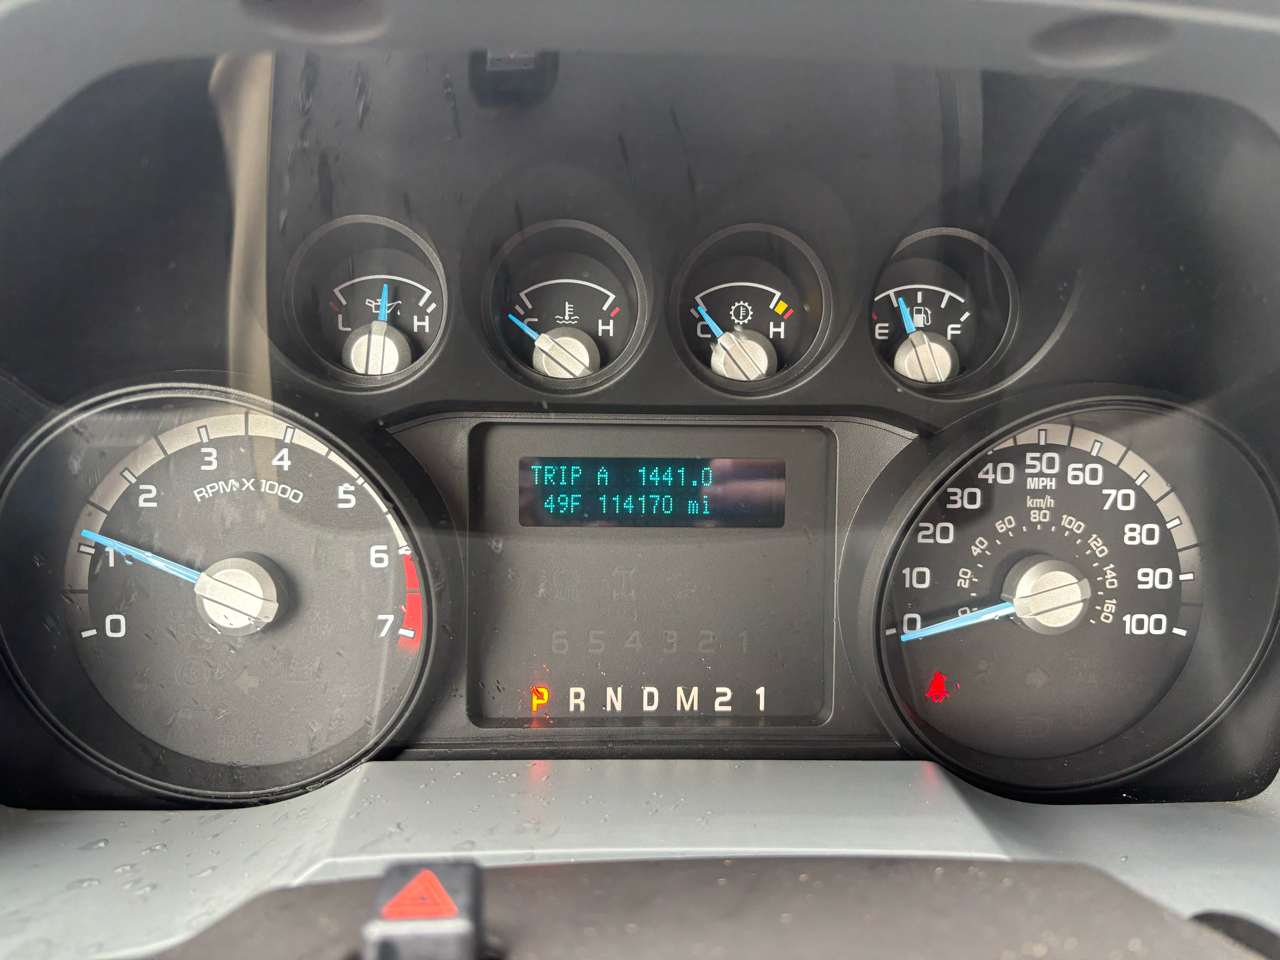 L H
C H
C H
E F
0 1 2 3 4 5 6 7
RPM X 1000
TRIP A 1441.0
49F 114170 mi
6 5 4 3 2 1
P R N D M 2 1
0 10 20 30 40 50 60 70 80 90 100
MPH
km/h
0 20 40 60 80 100 120 140 160